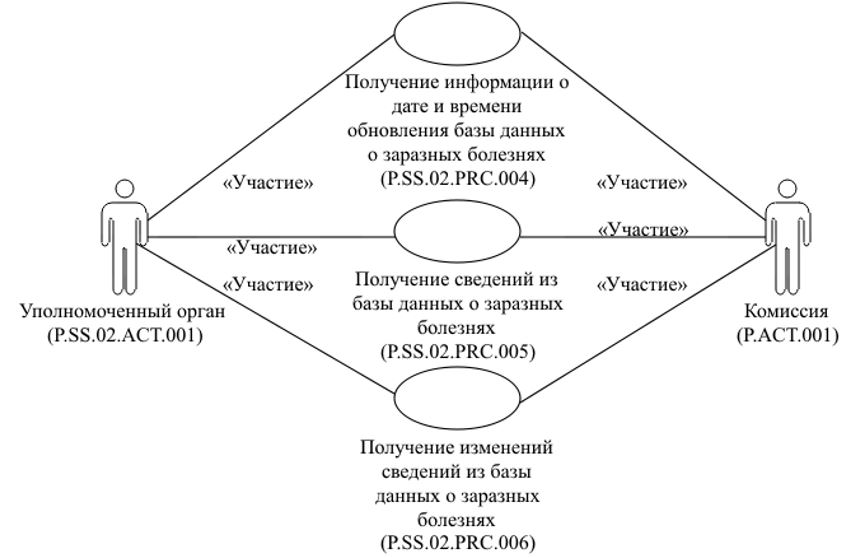 Получение информации о
дате и времени
обновления базы данных
о заразных болезнях
(P.SS.02.PRC.004)
«Участие»
«Участие»
«Участие»
«Участие»
«Участие»
«Участие»
Получение сведений из
базы данных о заразных
болезнях
(P.SS.02.PRC.005)
Уполномоченный орган
(P.SS.02.ACT.001)
Комиссия
(P.ACT.001)
Получение изменений
сведений из базы
данных о заразных
болезнях
(P.SS.02.PRC.006)